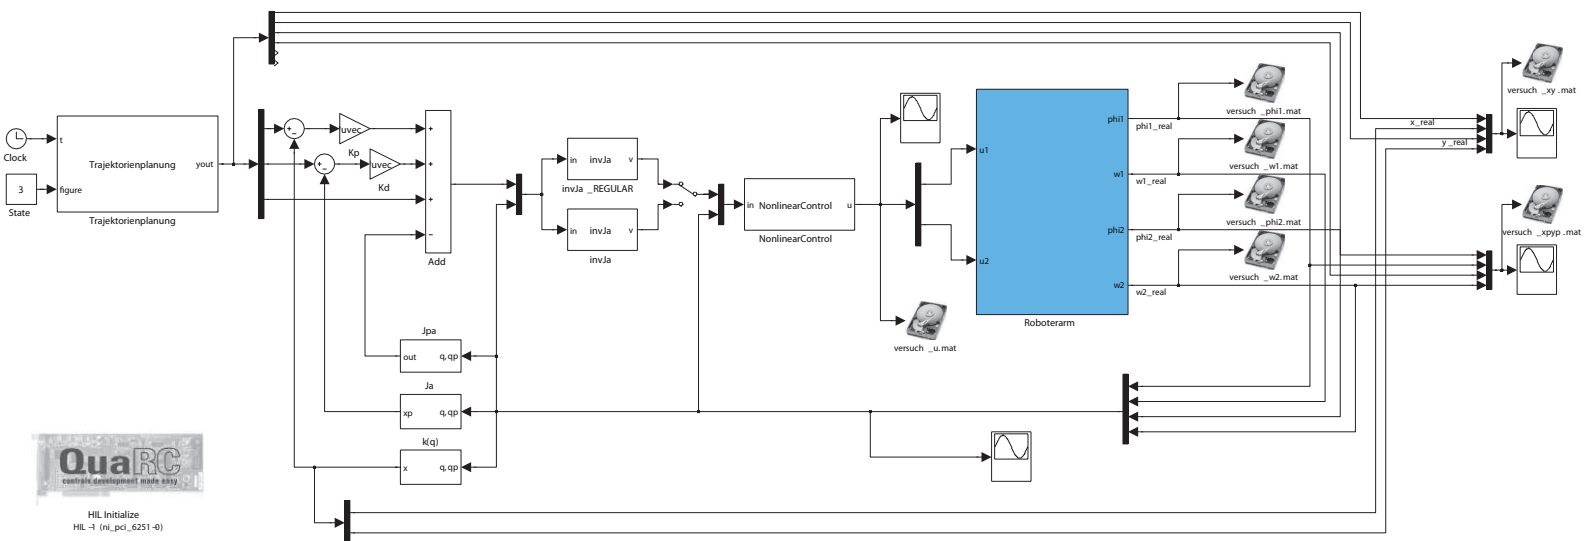 Clock
3
State
t
figure
Trajektorienplanung
yout
Trajektorienplanung
+
−
+
−
uvec
Kp
uvec
Kd
+
+
+
−
Add
in
invJa
v
invJa _REGULAR
in
invJa
v
invJa
in
NonlinearControl
u
NonlinearControl
versuch _u.mat
u1
u2
phi1
w1
phi2
w2
Roboterarm
phi1_real
w1_real
phi2_real
w2_real
versuch _phi1.mat
versuch _w1.mat
versuch _phi2.mat
versuch _w2.mat
x_real
y_real
versuch _xy .mat
versuch _xpyp .mat
Jpa
out
q,qp
Ja
xp
q,qp
k(q)
x
q,qp
QuaRC
controls development made easy
HIL Initialize
HIL -1 (ni_pci_6251-0)